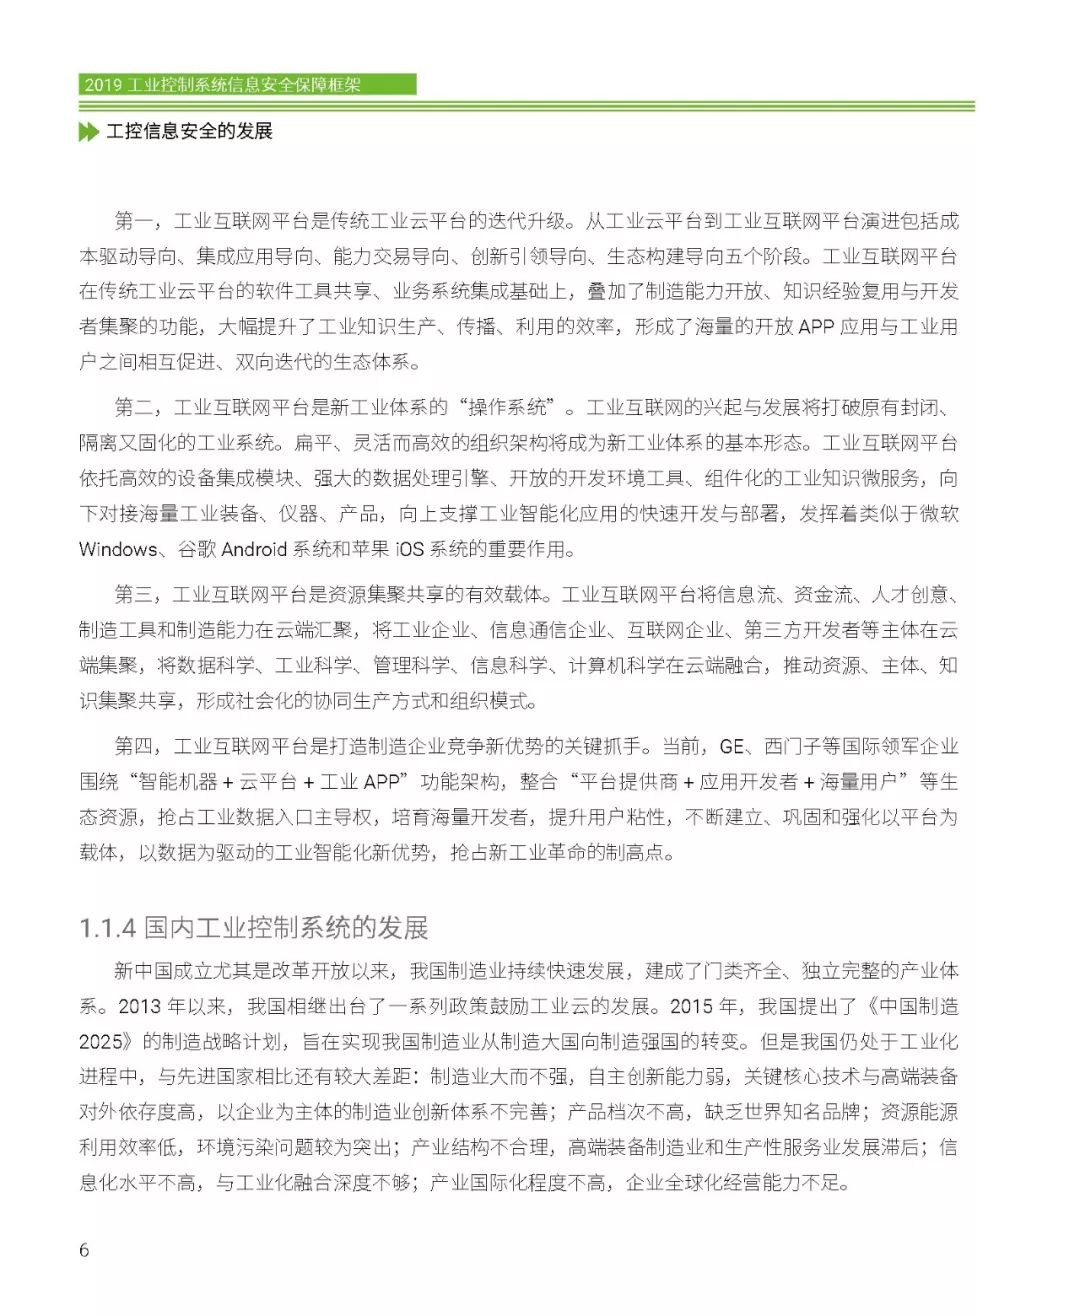 2019 工业控制系统信息安全保障框架
工控信息安全的发展
第一，工业互联网平台是传统工业云平台的迭代升级。从工业云平台到工业互联网平台演进包括成
本驱动导向、集成应用导向、能力交易导向、创新引领导向、生态构建导向五个阶段。工业互联网平台
在传统工业云平台的软件工具共享、业务系统集成基础上，叠加了制造能力开放、知识经验复用与开发
者集聚的功能，大幅提升了工业知识生产、传播、利用的效率，形成了海量的开放 APP 应用与工业用
户之间相互促进、双向迭代的生态体系。
第二，工业互联网平台是新工业体系的“操作系统”。工业互联网的兴起与发展将打破原有封闭、
隔离又固化的工业系统。扁平、灵活而高效的组织架构将成为新工业体系的基本形态。工业互联网平台
依托高效的设备集成模块、强大的数据处理引擎、开放的开发环境工具、组件化的工业知识微服务，向
下对接海量工业装备、仪器、产品，向上支撑工业智能化应用的快速开发与部署，发挥着类似于微软
Windows、谷歌 Android 系统和苹果 iOS 系统的重要作用。
第三，工业互联网平台是资源集聚共享的有效载体。工业互联网平台将信息流、资金流、人才创意、
制造工具和制造能力在云端汇聚，将工业企业、信息通信企业、互联网企业、第三方开发者等主体在云
端集聚，将数据科学、工业科学、管理科学、信息科学、计算机科学在云端融合，推动资源、主体、知
识集聚共享，形成社会化的协同生产方式和组织模式。
第四，工业互联网平台是打造制造企业竞争新优势的关键抓手。当前，GE、西门子等国际领军企业
围绕“智能机器 + 云平台 + 工业 APP”功能架构，整合“平台提供商 + 应用开发者 + 海量用户”等生
态资源，抢占工业数据入口主导权，培育海量开发者，提升用户粘性，不断建立、巩固和强化以平台为
载体，以数据为驱动的工业智能化新优势，抢占新工业革命的制高点。
1.1.4 国内工业控制系统的发展
新中国成立尤其是改革开放以来，我国制造业持续快速发展，建成了门类齐全、独立完整的产业体
系。2013 年以来，我国相继出台了一系列政策鼓励工业云的发展。2015 年，我国提出了《中国制造
2025》的制造战略计划，旨在实现我国制造业从制造大国向制造强国的转变。但是我国仍处于工业化
进程中，与先进国家相比还有较大差距：制造业大而不强，自主创新能力弱，关键核心技术与高端装备
对外依存度高，以企业为主体的制造业创新体系不完善；产品档次不高，缺乏世界知名品牌；资源能源
利用效率低，环境污染问题较为突出；产业结构不合理，高端装备制造业和生产性服务业发展滞后；信
息化水平不高，与工业化融合深度不够；产业国际化程度不高，企业全球化经营能力不足。
6